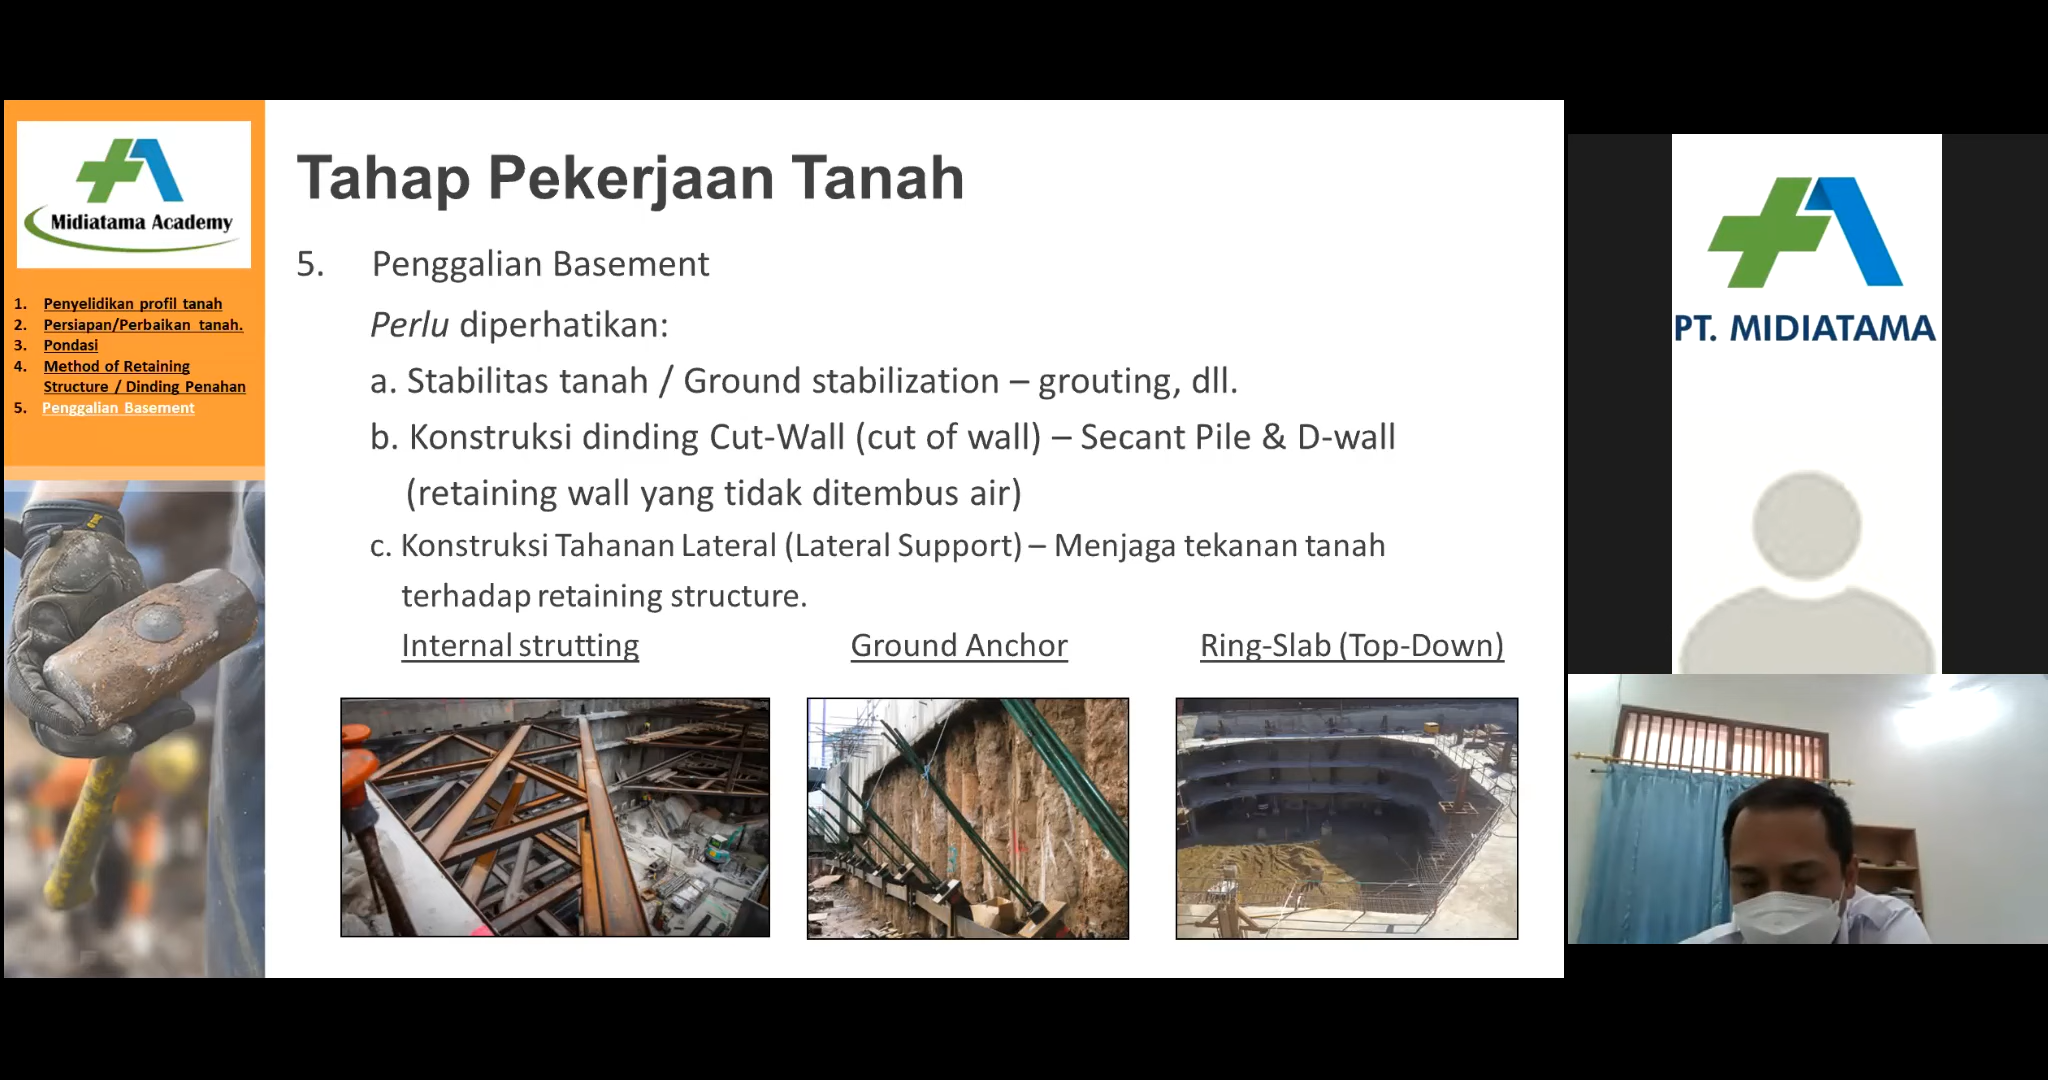 Midiatama Academy
1. Penyelidikan profil tanah
2. Persiapan/Perbaikan tanah.
3. Pondasi
4. Method of Retaining
Structure / Dinding Penahan
5. Penggalian Basement
Tahap Pekerjaan Tanah
5. Penggalian Basement
Perlu diperhatikan:
a. Stabilitas tanah / Ground stabilization – grouting, dll.
b. Konstruksi dinding Cut-Wall (cut of wall) – Secant Pile & D-wall
(retaining wall yang tidak ditembus air)
c. Konstruksi Tahanan Lateral (Lateral Support) – Menjaga tekanan tanah
terhadap retaining structure.
Internal strutting Ground Anchor Ring-Slab (Top-Down)
PT. MIDIATAMA